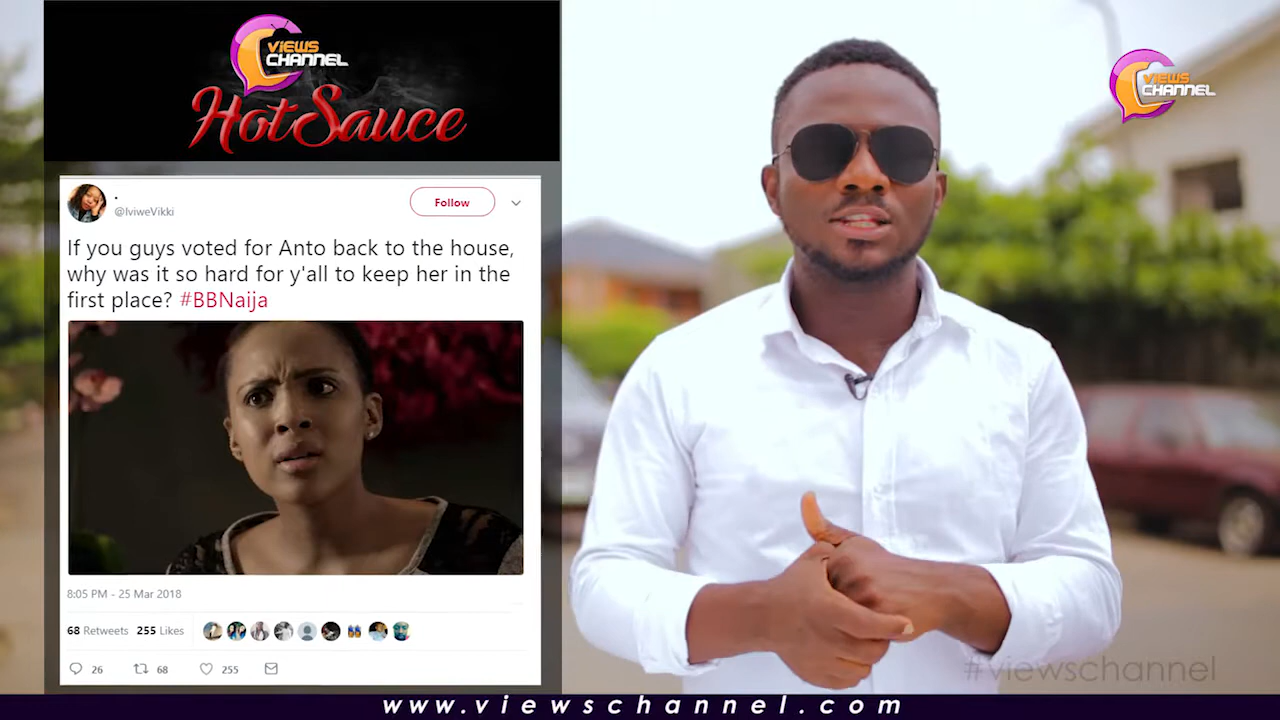 VIEWS
CHANNEL
Hot Sauce
.
@IviweVikki
Follow
If you guys voted for Anto back to the house,
why was it so hard for y'all to keep her in the
first place? #BBNaija
8:05 PM - 25 Mar 2018
68 Retweets 255 Likes
26 68 255
VIEWS
CHANNEL
#viewschannel
www.viewschannel.com